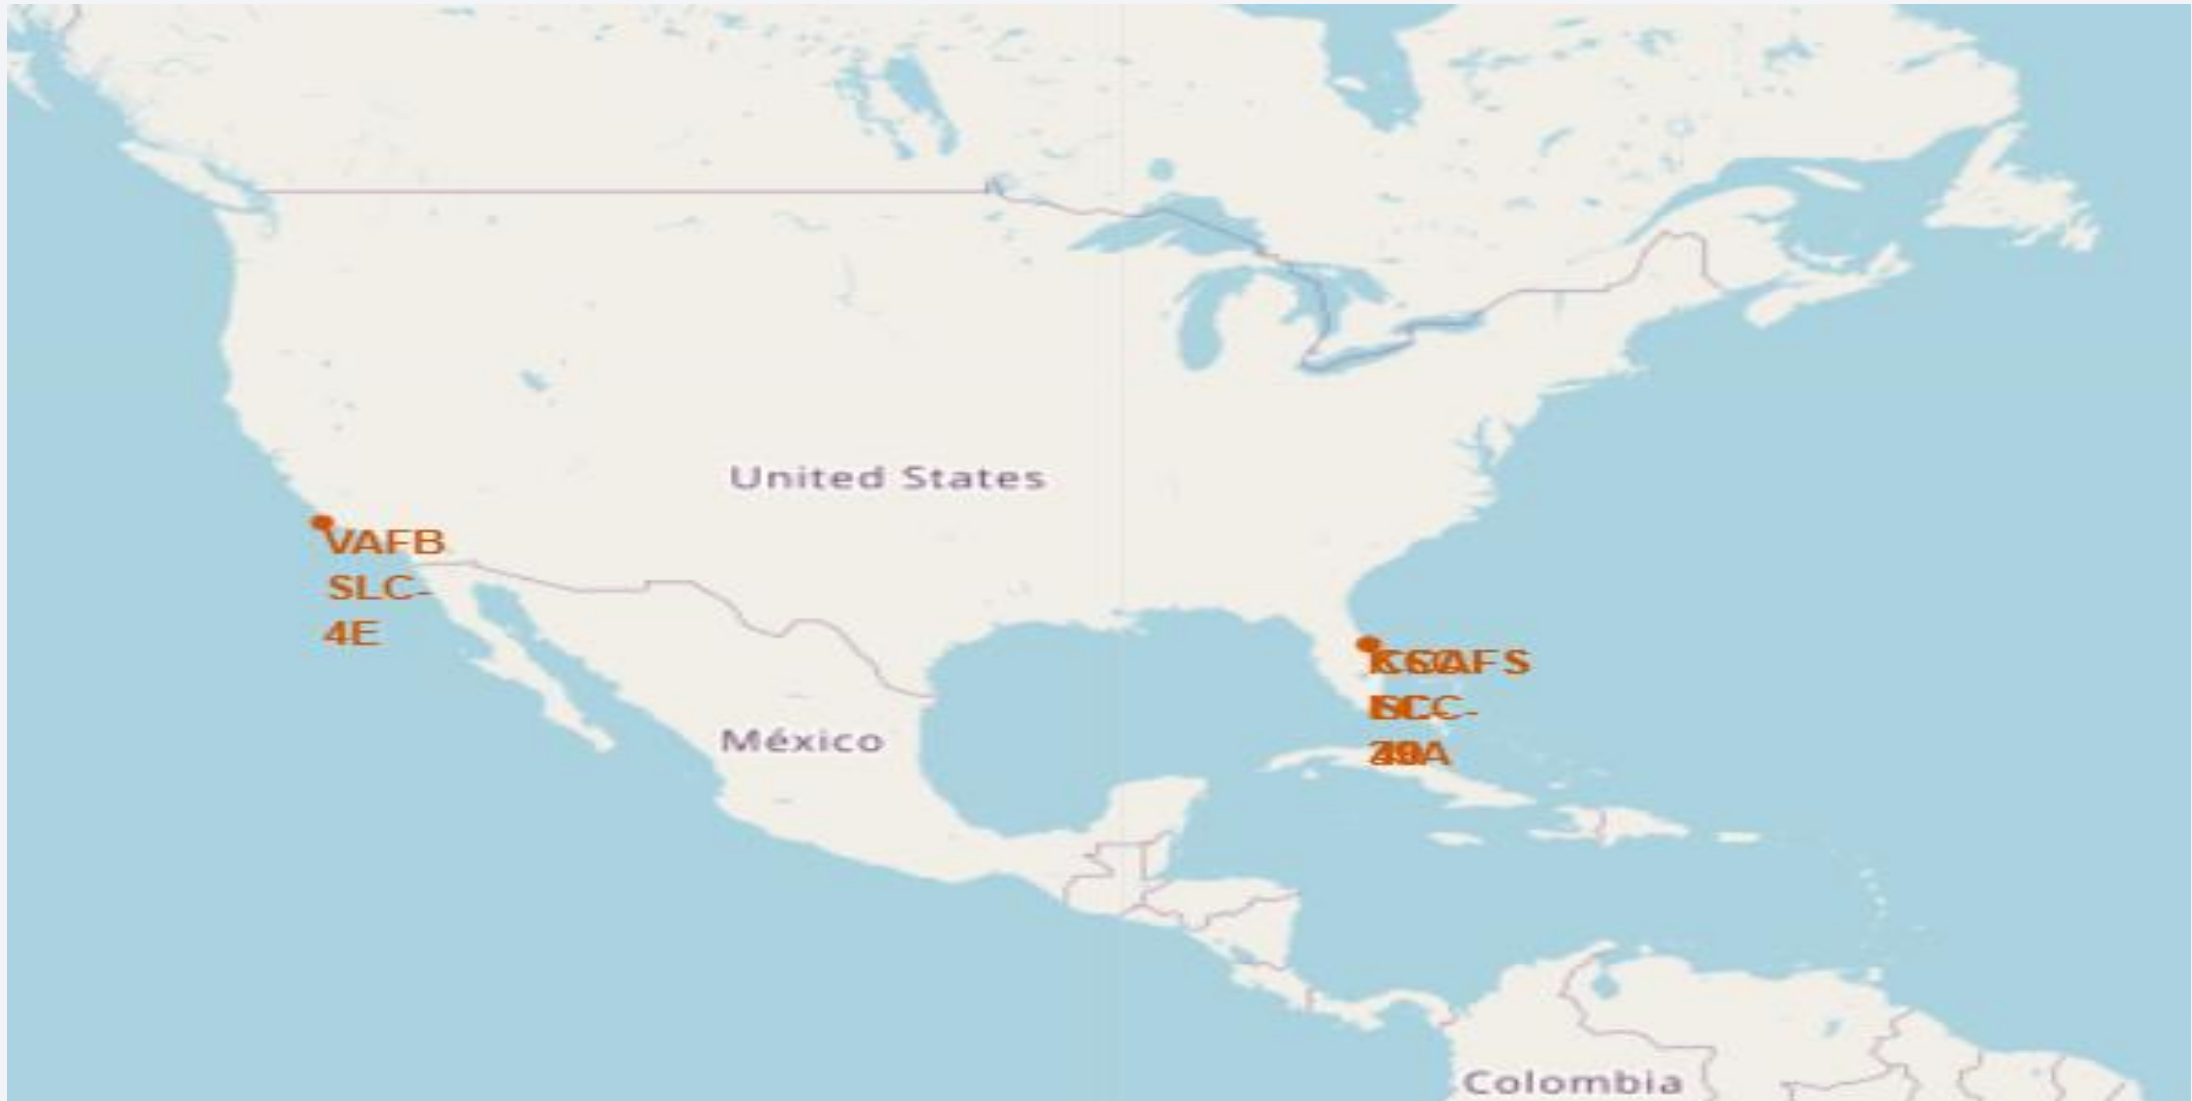 United States
VAFB
SLC-
4E
México
Colombia